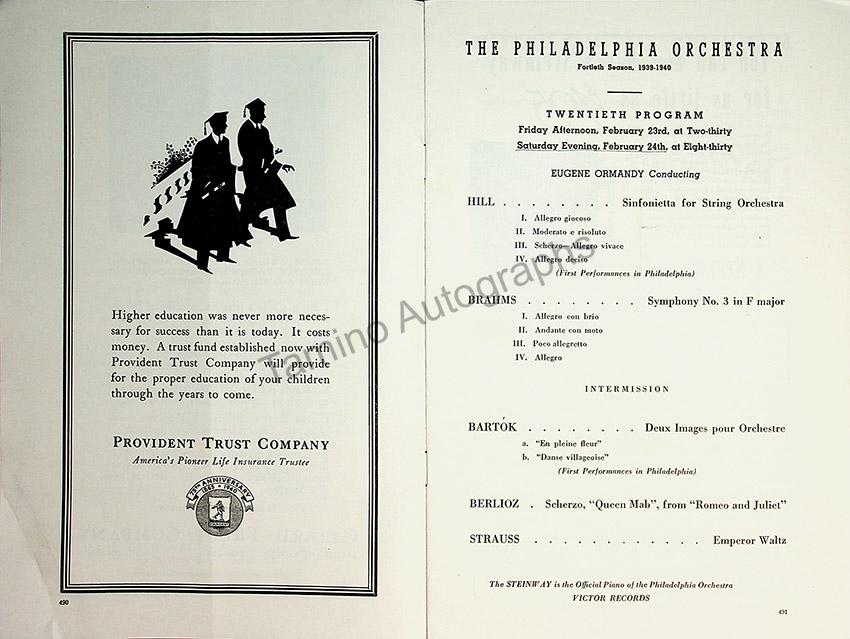 Higher education was never more neces-
sary for success than it is today. It costs
money. A trust fund established now with
Provident Trust Company will provide
for the proper education of your children
through the years to come.
PROVIDENT TRUST COMPANY
America's Pioneer Life Insurance Trustee
75TH ANNIVERSARY
1865 • 1940
490
THE PHILADELPHIA ORCHESTRA
Fortieth Season, 1939-1940
TWENTIETH PROGRAM
Friday Afternoon, February 23rd, at Two-thirty
Saturday Evening, February 24th, at Eight-thirty
EUGENE ORMANDY Conducting
HILL . . . . . . . . Sinfonietta for String Orchestra
I. Allegro giocoso
II. Moderato e risoluto
III. Scherzo—Allegro vivace
IV. Allegro deciso
(First Performances in Philadelphia)
BRAHMS . . . . . . . . Symphony No. 3 in F major
I. Allegro con brio
II. Andante con moto
III. Poco allegretto
IV. Allegro
INTERMISSION
BARTÓK . . . . . . . . Deux Images pour Orchestre
a. "En pleine fleur"
b. "Danse villageoise"
(First Performances in Philadelphia)
BERLIOZ . Scherzo, "Queen Mab," from "Romeo and Juliet"
STRAUSS . . . . . . . . . . . . Emperor Waltz
The STEINWAY is the Official Piano of the Philadelphia Orchestra
VICTOR RECORDS
491
Tamino Autographs